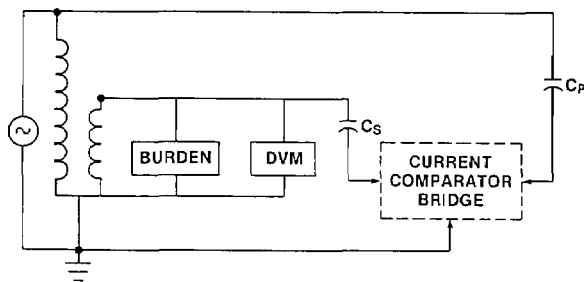 C_P
C_S
BURDEN
DVM
CURRENT
COMPARATOR
BRIDGE